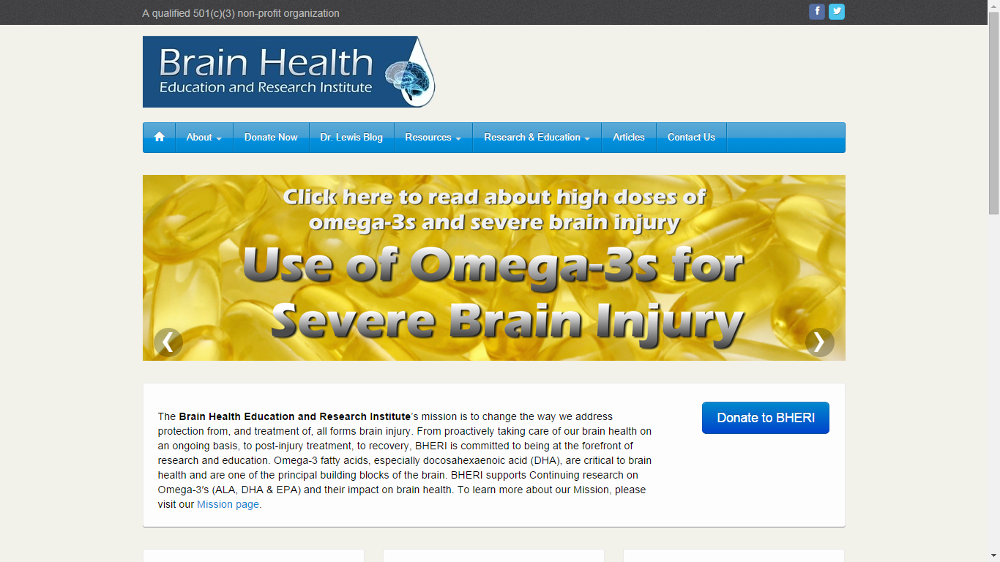 A qualified 501(c)(3) non-profit organization
Brain Health
Education and Research Institute
About
Donate Now
Dr. Lewis Blog
Resources
Research & Education
Articles
Contact Us
Click here to read about high doses of
omega-3s and severe brain injury
Use of Omega-3s for
Severe Brain Injury
The Brain Health Education and Research Institute's mission is to change the way we address
protection from, and treatment of, all forms brain injury. From proactively taking care of our brain health on
an ongoing basis, to post-injury treatment, to recovery, BHERI is committed to being at the forefront of
research and education. Omega-3 fatty acids, especially docosahexaenoic acid (DHA), are critical to brain
health and are one of the principal building blocks of the brain. BHERI supports Continuing research on
Omega-3′s (ALA, DHA & EPA) and their impact on brain health. To learn more about our Mission, please
visit our Mission page.
Donate to BHERI